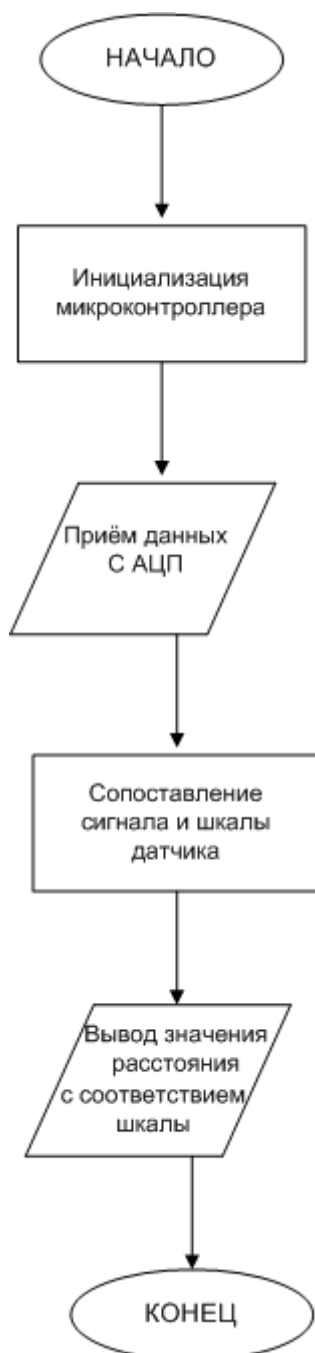 НАЧАЛО
Инициализация
микроконтроллера
Приём данных
С АЦП
Сопоставление
сигнала и шкалы
датчика
Вывод значения
расстояния
с соответствием
шкалы
КОНЕЦ